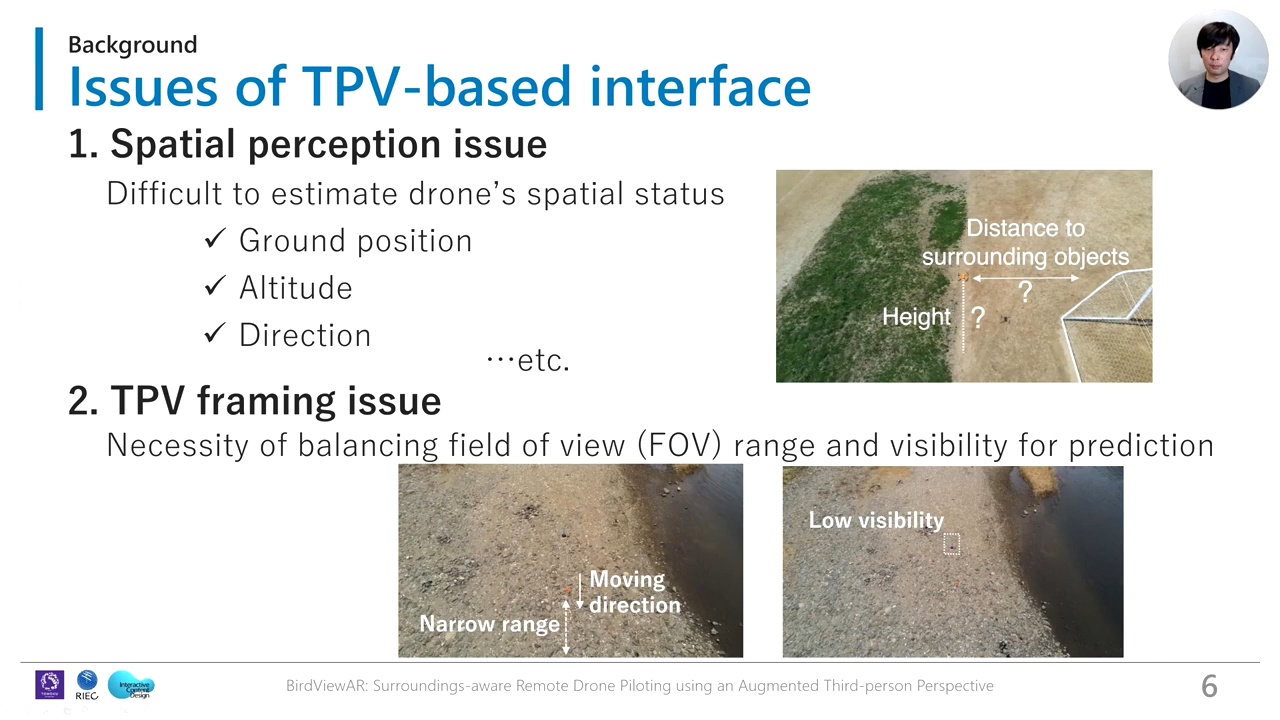 Background
Issues of TPV-based interface
1. Spatial perception issue
Difficult to estimate drone’s spatial status
✓ Ground position
✓ Altitude
✓ Direction
…etc.
Distance to
surrounding objects
?
Height
?
2. TPV framing issue
Necessity of balancing field of view (FOV) range and visibility for prediction
Moving
direction
Narrow range
Low visibility
RIEC
Interactive
Content
Design
BirdViewAR: Surroundings-aware Remote Drone Piloting using an Augmented Third-person Perspective
6